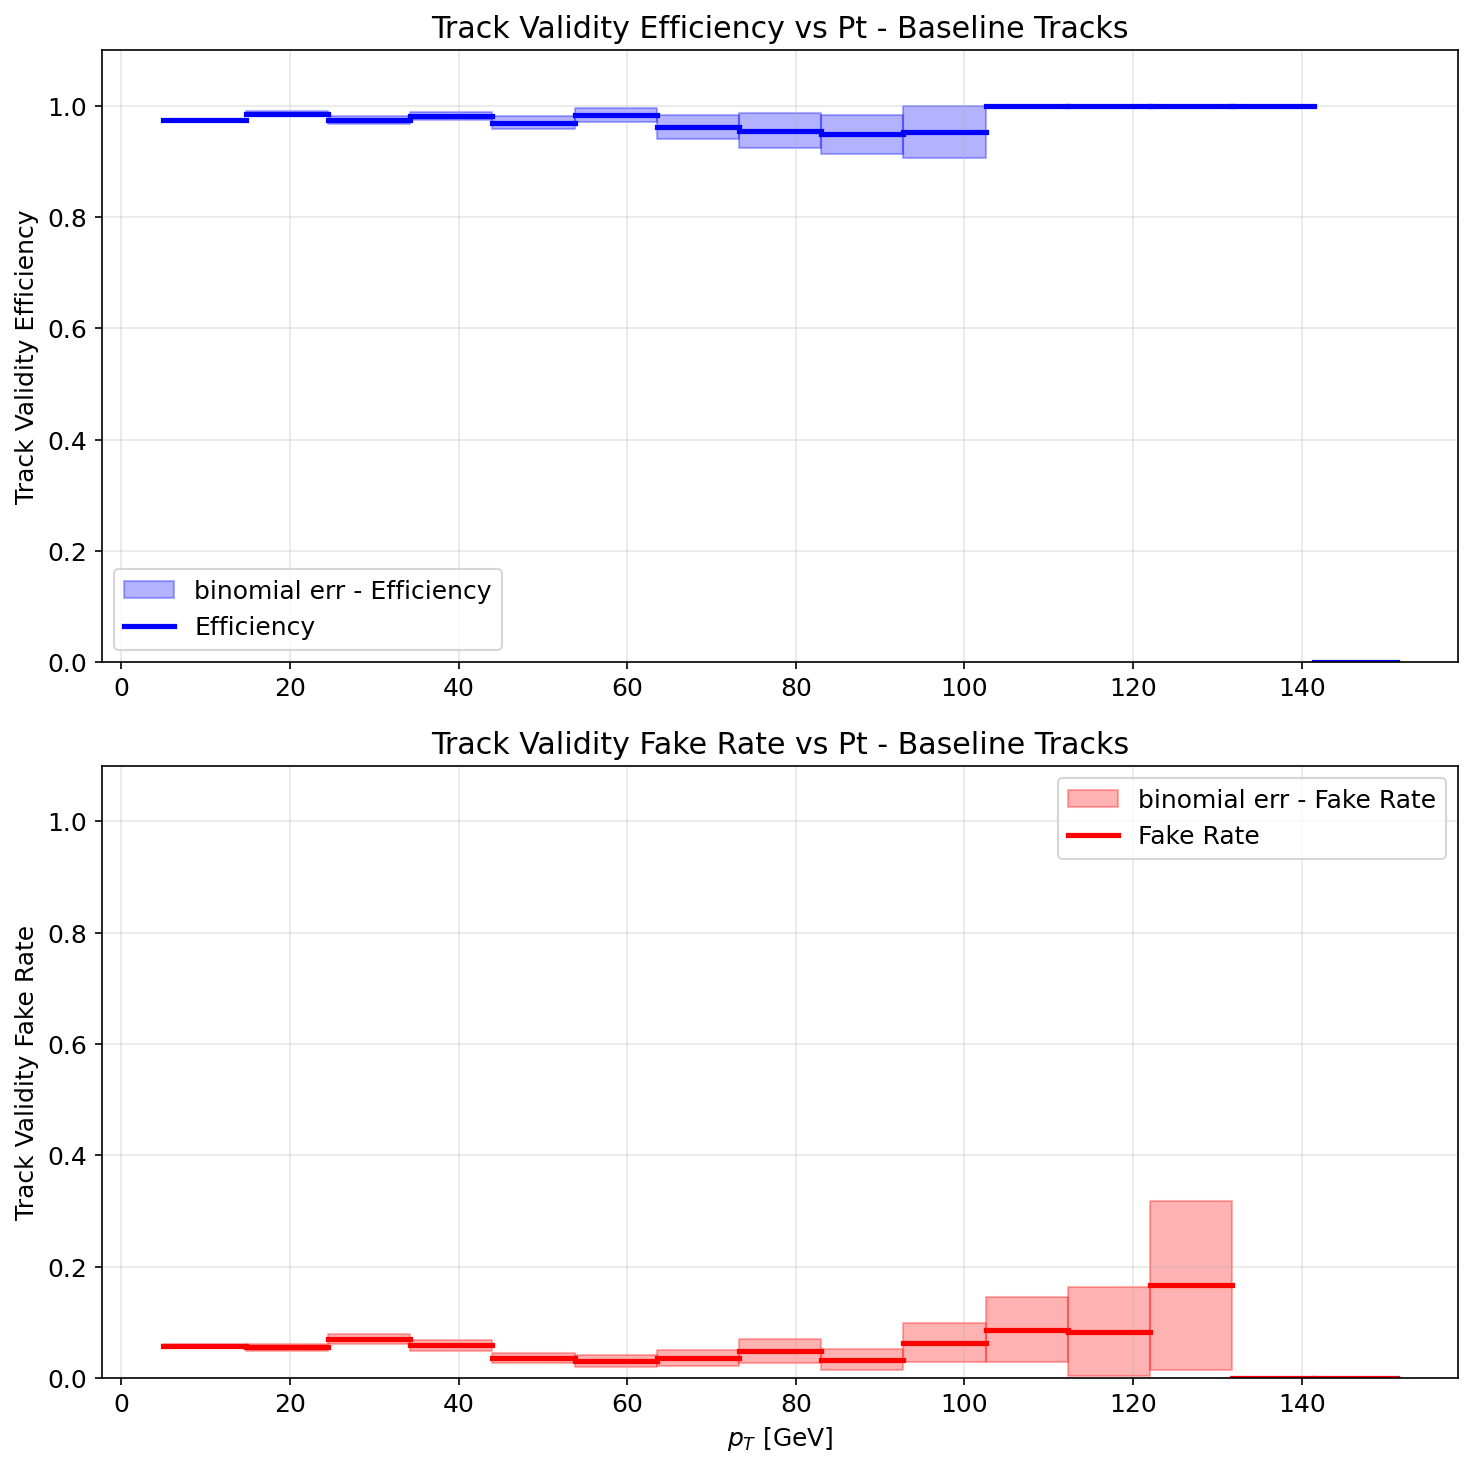 Track Validity Efficiency vs Pt - Baseline Tracks
Track Validity Efficiency
1.0
0.8
0.6
0.4
0.2
0.0
binomial err - Efficiency
Efficiency
0 20 40 60 80 100 120 140
Track Validity Fake Rate vs Pt - Baseline Tracks
Track Validity Fake Rate
1.0
0.8
0.6
0.4
0.2
0.0
binomial err - Fake Rate
Fake Rate
0 20 40 60 80 100 120 140
p_T [GeV]